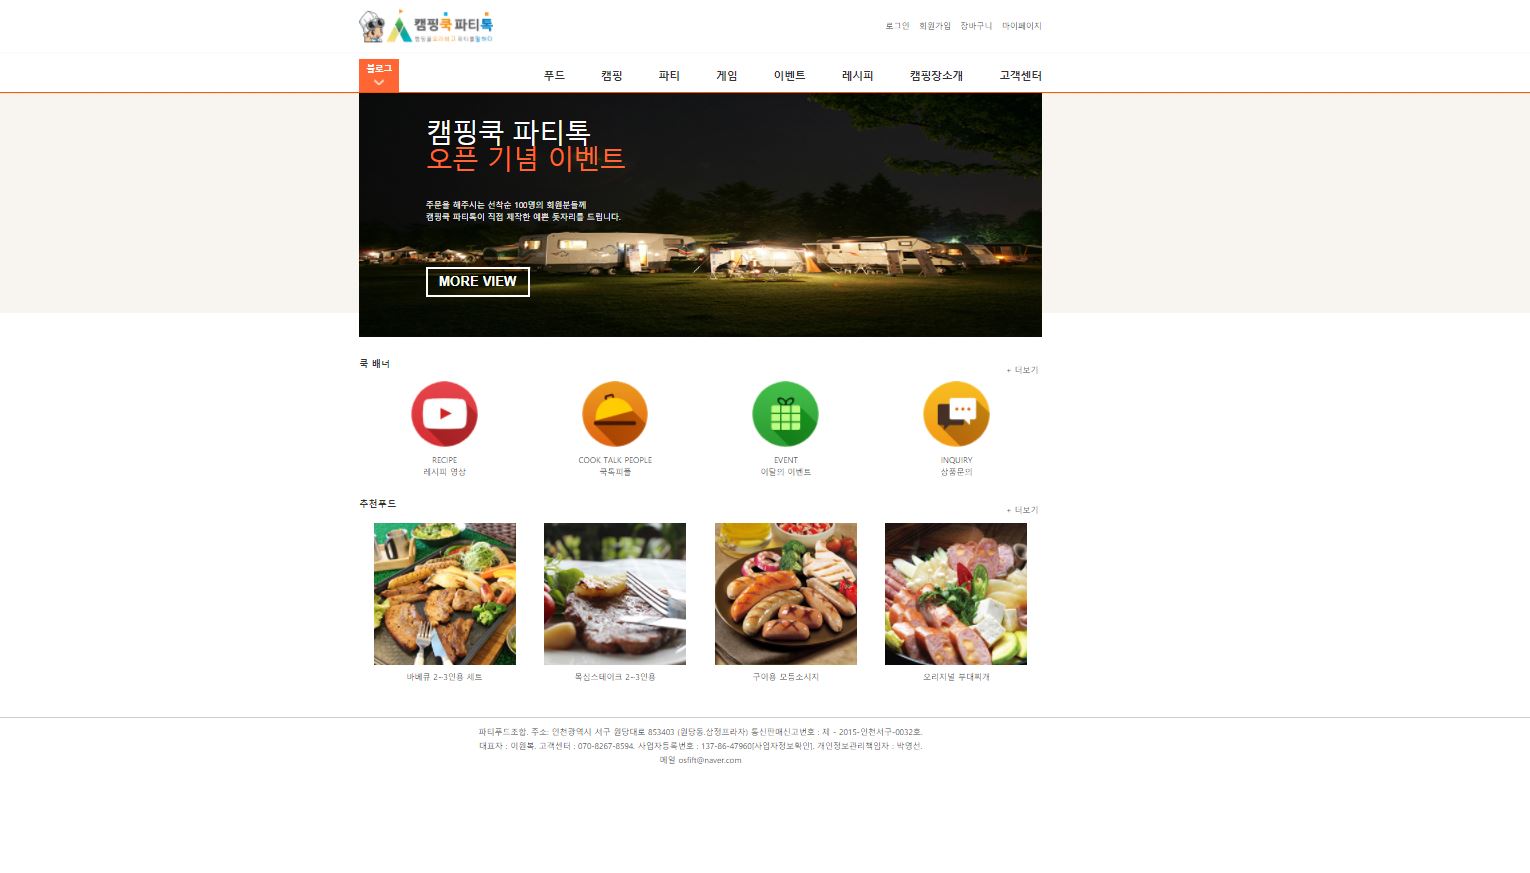 캠핑쿡 파티톡
캠핑을요리하고 파티를말하다
로그인 회원가입 장바구니 마이페이지
블로그
푸드 캠핑 파티 게임 이벤트 레시피 캠핑장소개 고객센터
캠핑쿡 파티톡
오픈 기념 이벤트
주문을 해주시는 선착순 100명의 회원분들께
캠핑쿡 파티톡이 직접 제작한 예쁜 돗자리를 드립니다.
MORE VIEW
쿡 배너
+ 더보기
RECIPE
레시피 영상
COOK TALK PEOPLE
쿡톡피플
EVENT
이달의 이벤트
INQUIRY
상품문의
추천푸드
+ 더보기
바베큐 2~3인용 세트
목심스테이크 2~3인용
구이용 모둠소시지
오리지널 부대찌개
파티푸드조합. 주소: 인천광역시 서구 원당대로 853403 (원당동.삼정프라자) 통신판매신고번호 : 제 - 2015-인천서구-0032호.
대표자 : 이원복. 고객센터 : 070-8267-8594. 사업자등록번호 : 137-86-47960[사업자정보확인]. 개인정보관리책임자 : 박영선.
메일 osfift@naver.com